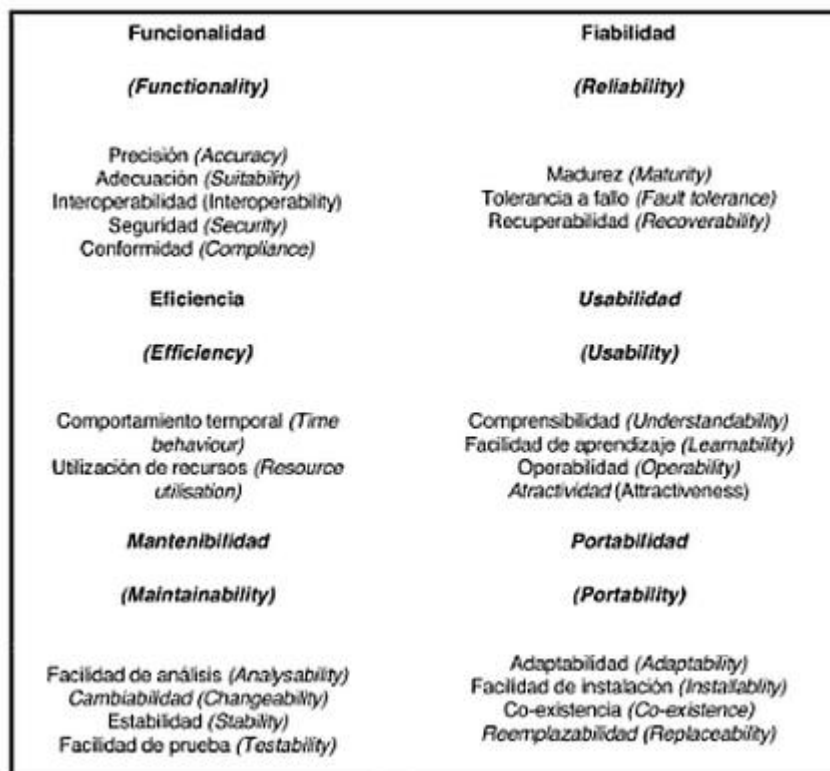 Funcionalidad
(Functionality)
Precisión (Accuracy)
Adecuación (Suitability)
Interoperabilidad (Interoperability)
Seguridad (Security)
Conformidad (Compliance)
Fiabilidad
(Reliability)
Madurez (Maturity)
Tolerancia a fallo (Fault tolerance)
Recuperabilidad (Recoverability)
Eficiencia
(Efficiency)
Comportamiento temporal (Time
behaviour)
Utilización de recursos (Resource
utilisation)
Usabilidad
(Usability)
Comprensibilidad (Understandability)
Facilidad de aprendizaje (Learnability)
Operabilidad (Operability)
Atractividad (Attractiveness)
Mantenibilidad
(Maintainability)
Facilidad de análisis (Analysability)
Cambiabilidad (Changeability)
Estabilidad (Stability)
Facilidad de prueba (Testability)
Portabilidad
(Portability)
Adaptabilidad (Adaptability)
Facilidad de instalación (Installablity)
Co-existencia (Co-existence)
Reemplazabilidad (Replaceability)